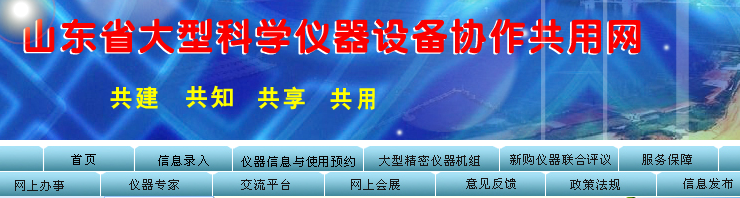 山东省大型科学仪器设备协作共用网
共建 共知 共享 共用
首页 信息录入 仪器信息与使用预约 大型精密仪器机组 新购仪器联合评议 服务保障
网上办事 仪器专家 交流平台 网上会展 意见反馈 政策法规 信息发布